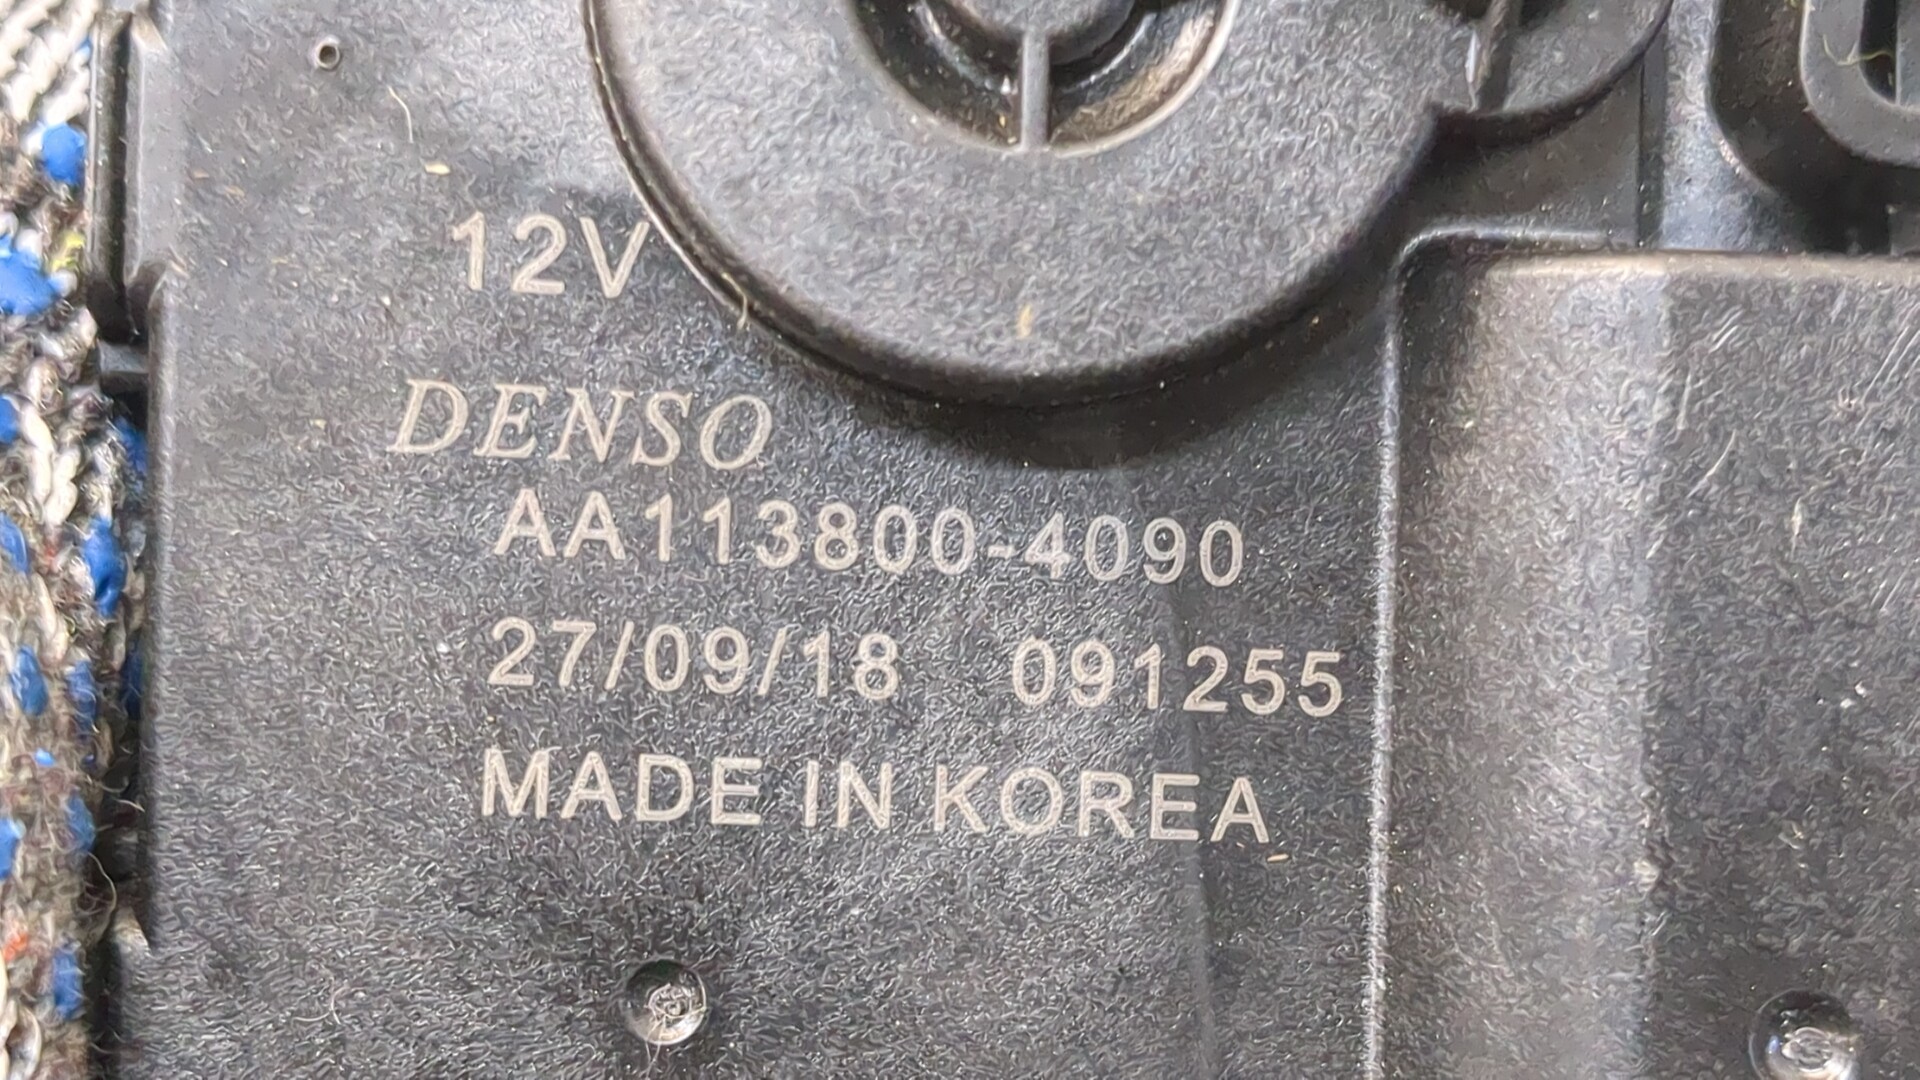 12V
DENSO
AA113800-4090
27/09/18 091255
MADE IN KOREA